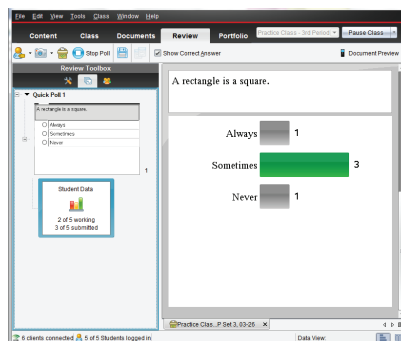 File Edit View Tools Class Window Help
Content Class Documents Review Portfolio Practice Class - 3rd Period Pause Class
Stop Poll Show Correct Answer Document Preview
Review Toolbox
Quick Poll 1
A rectangle is a square.
Always
Sometimes
Never
1
Student Data
2 of 5 working
3 of 5 submitted
A rectangle is a square.
Always 1
Sometimes 3
Never 1
Practice Clas...P Set 3, 03-26 x
6 clients connected 5 of 5 Students logged in Data View: